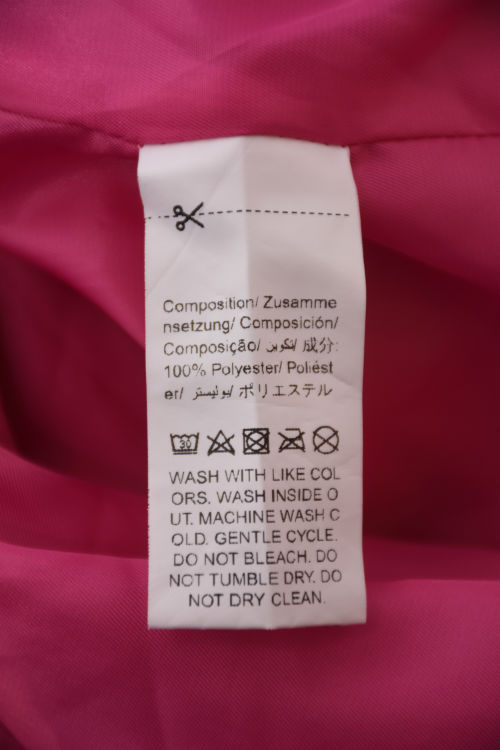 Composition/ Zusamme
nsetzung/ Composición/
Composição/ تكوين/ 成分:
100% Polyester/ Poliést
er/ بوليستر/ ポリエステル
30
WASH WITH LIKE COL
ORS. WASH INSIDE O
UT. MACHINE WASH C
OLD. GENTLE CYCLE.
DO NOT BLEACH. DO
NOT TUMBLE DRY. DO
NOT DRY CLEAN.